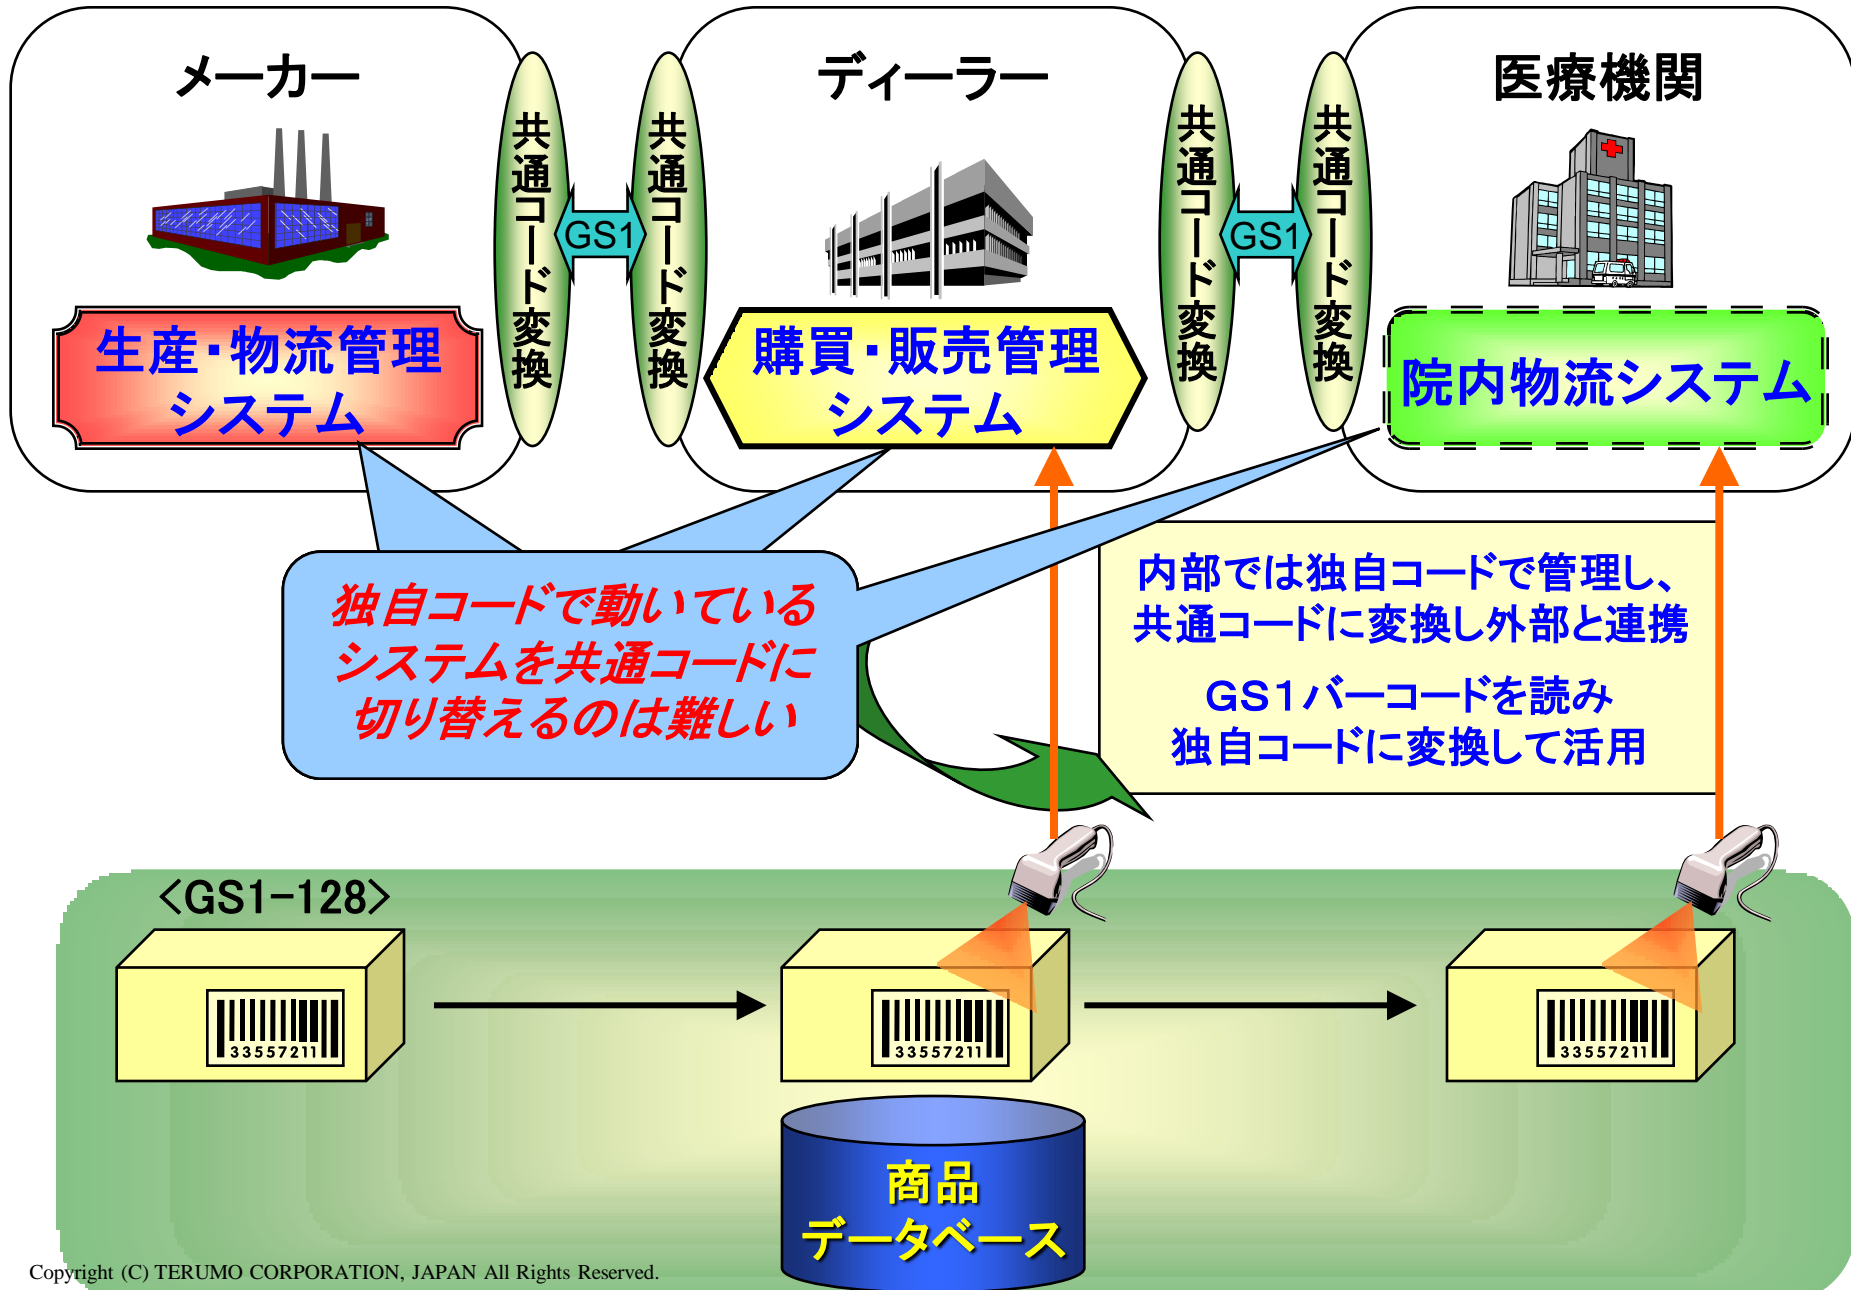 メーカー
ディーラー
医療機関
共通コード変換
共通コード変換
共通コード変換
共通コード変換
GS1
GS1
生産・物流管理
システム
購買・販売管理
システム
院内物流システム
独自コードで動いている
システムを共通コードに
切り替えるのは難しい
内部では独自コードで管理し、
共通コードに変換し外部と連携
GS1バーコードを読み
独自コードに変換して活用
<GS1-128>
33557211
33557211
33557211
商品
データベース
Copyright (C) TERUMO CORPORATION, JAPAN All Rights Reserved.